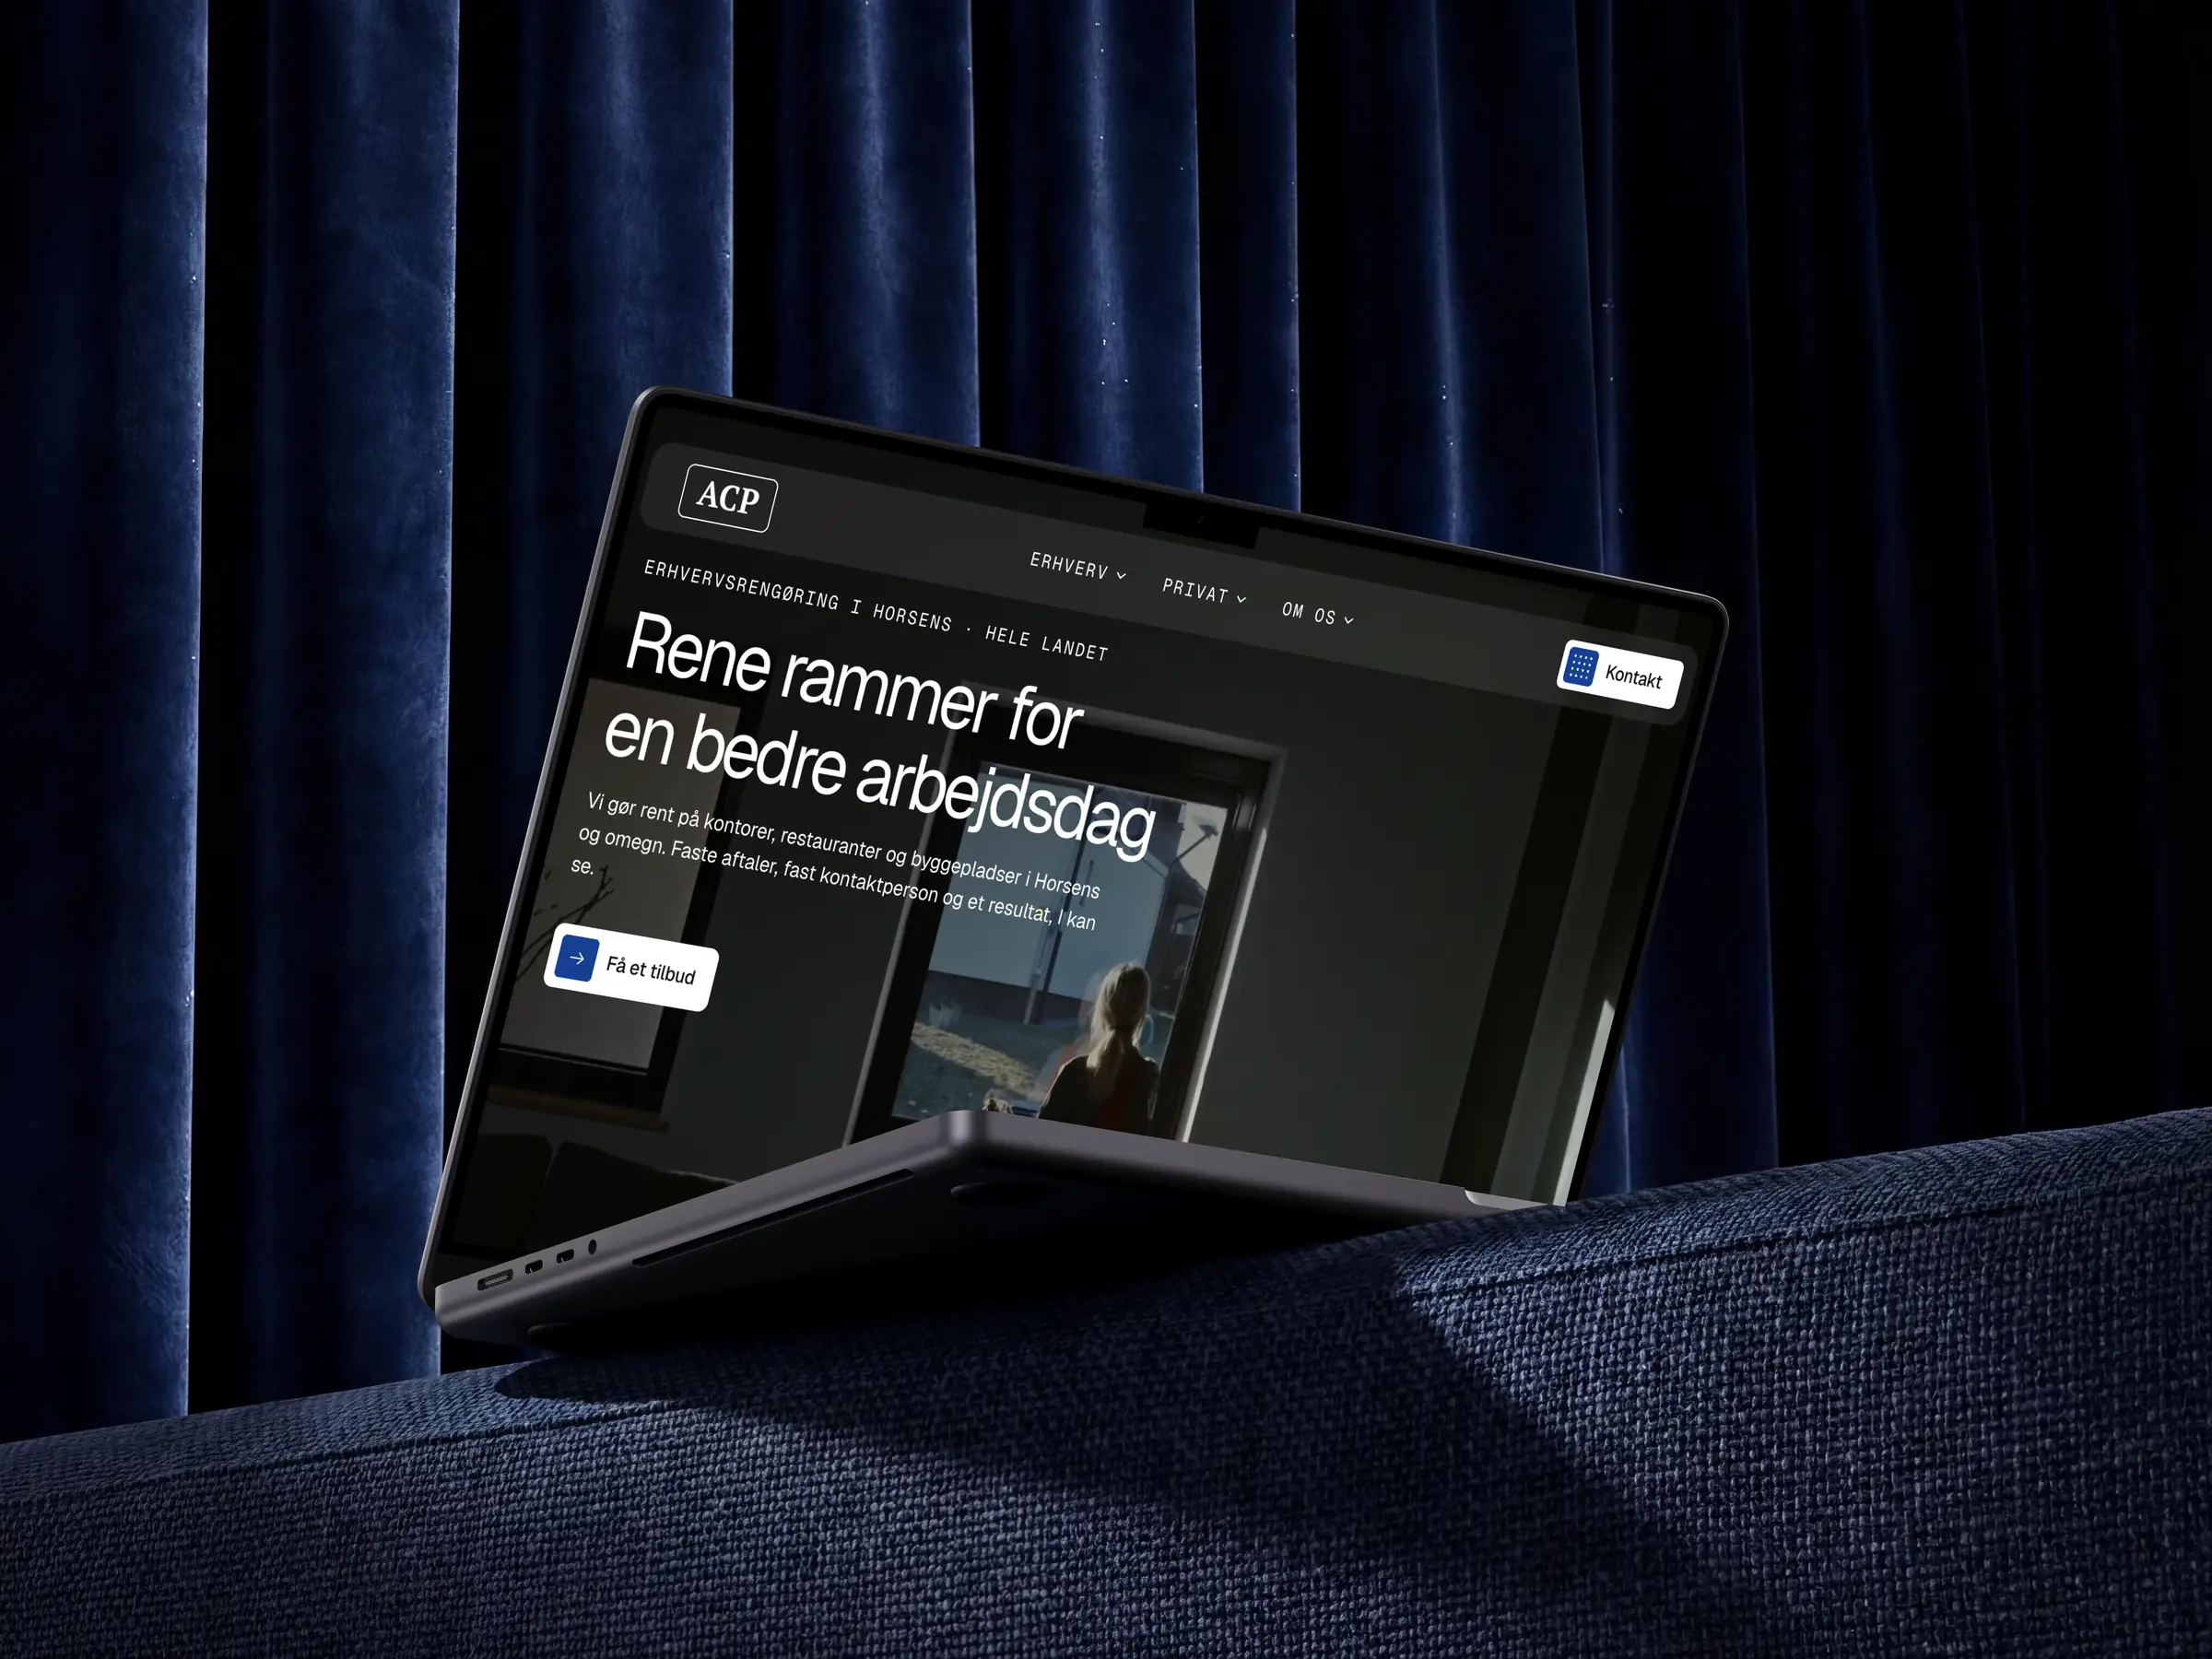 ACP
ERHVERV
PRIVAT
OM OS
Kontakt
ERHVERVSRENGØRING I HORSENS · HELE LANDET
Rene rammer for
en bedre arbejdsdag
Vi gør rent på kontorer, restauranter og byggepladser i Horsens
og omegn. Faste aftaler, fast kontaktperson og et resultat, I kan
se.
Få et tilbud